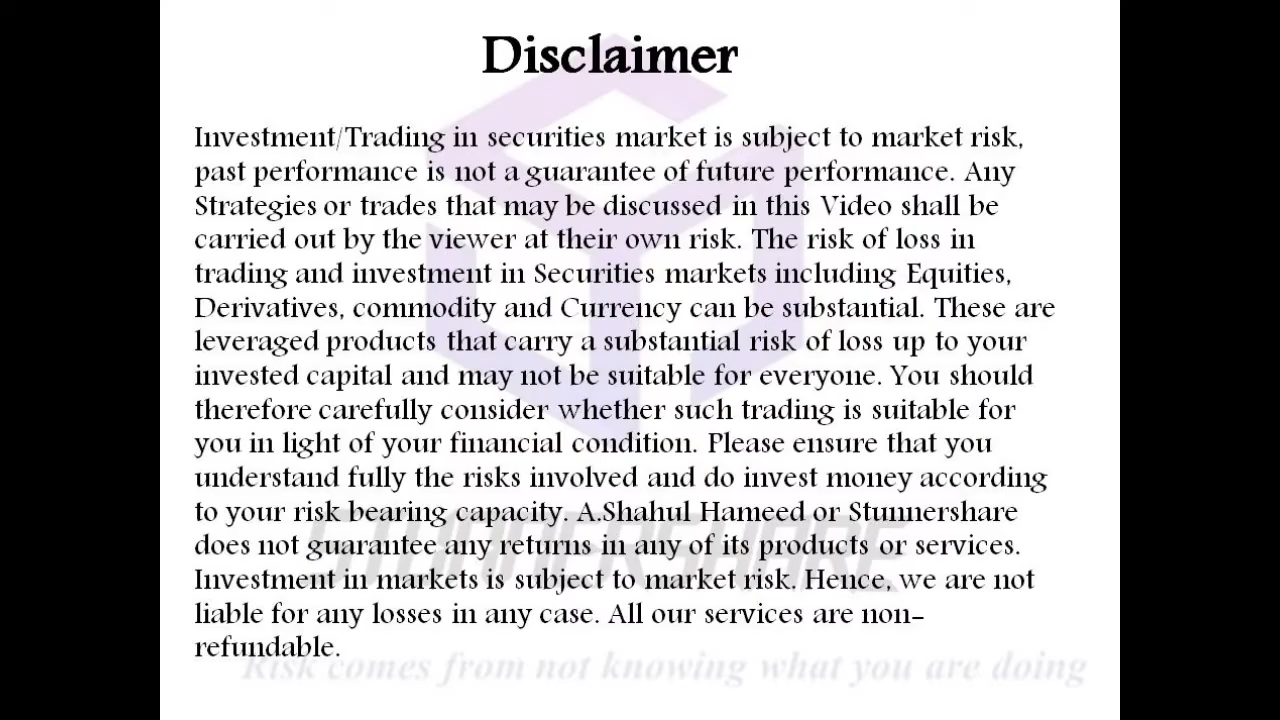 Disclaimer
Investment/Trading in securities market is subject to market risk,
past performance is not a guarantee of future performance. Any
Strategies or trades that may be discussed in this Video shall be
carried out by the viewer at their own risk. The risk of loss in
trading and investment in Securities markets including Equities,
Derivatives, commodity and Currency can be substantial. These are
leveraged products that carry a substantial risk of loss up to your
invested capital and may not be suitable for everyone. You should
therefore carefully consider whether such trading is suitable for
you in light of your financial condition. Please ensure that you
understand fully the risks involved and do invest money according
to your risk bearing capacity. A.Shahul Hameed or Stunnershare
does not guarantee any returns in any of its products or services.
Investment in markets is subject to market risk. Hence, we are not
liable for any losses in any case. All our services are non-
refundable.
STUNNERSHARE
Risk comes from not knowing what you are doing